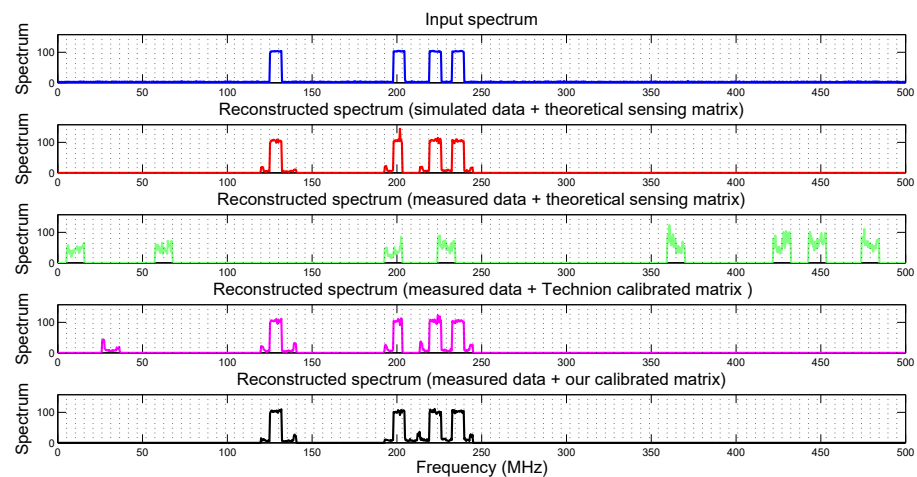 Input spectrum
Spectrum
100
0
0 50 100 150 200 250 300 350 400 450 500
Reconstructed spectrum (simulated data + theoretical sensing matrix)
Spectrum
100
0
0 50 100 150 200 250 300 350 400 450 500
Reconstructed spectrum (measured data + theoretical sensing matrix)
Spectrum
100
0
0 50 100 150 200 250 300 350 400 450 500
Reconstructed spectrum (measured data + Technion calibrated matrix )
Spectrum
100
0
0 50 100 150 200 250 300 350 400 450 500
Reconstructed spectrum (measured data + our calibrated matrix)
Spectrum
100
0
0 50 100 150 200 250 300 350 400 450 500
Frequency (MHz)